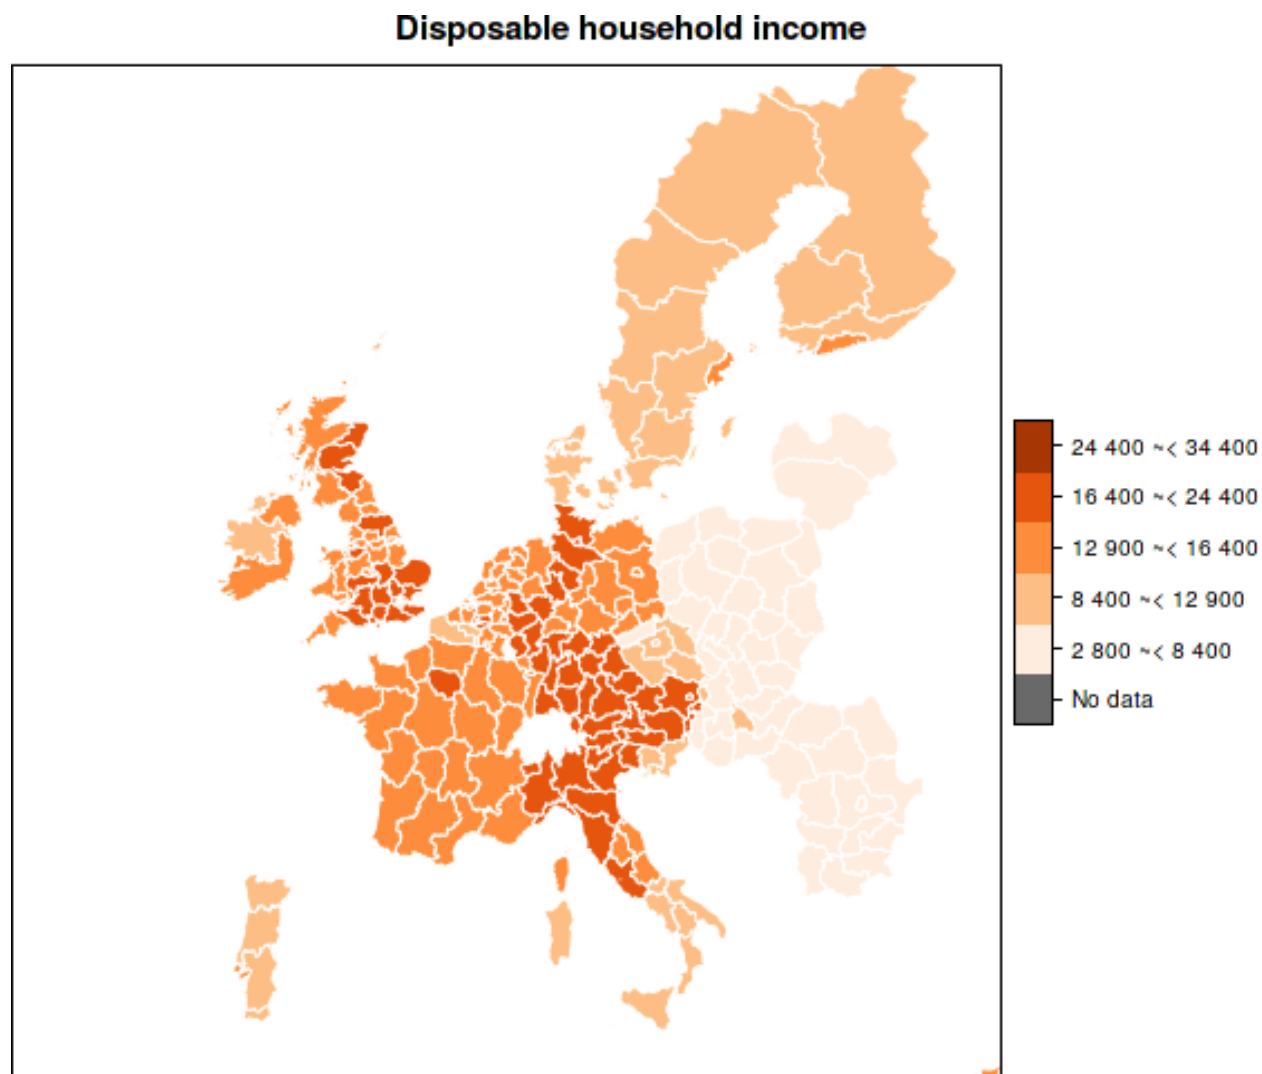 Disposable household income
24 400 ~< 34 400
16 400 ~< 24 400
12 900 ~< 16 400
8 400 ~< 12 900
2 800 ~< 8 400
No data